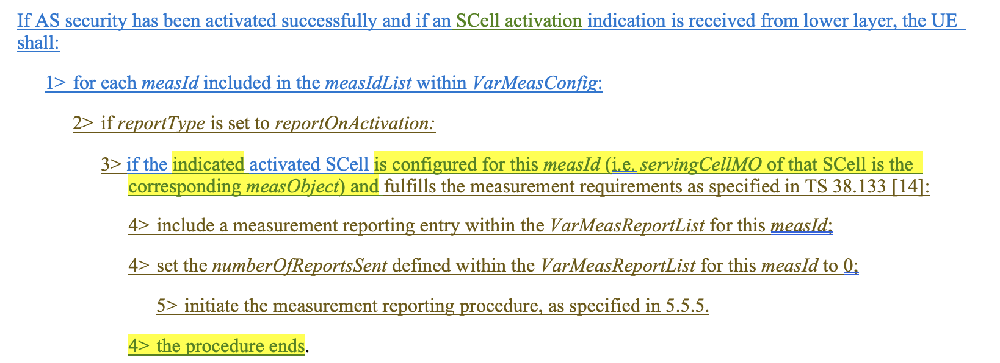 If AS security has been activated successfully and if an SCell activation indication is received from lower layer, the UE
shall:
1> for each measId included in the measIdList within VarMeasConfig:
2> if reportType is set to reportOnActivation:
3> if the indicated activated SCell is configured for this measId (i.e. servingCellMO of that SCell is the
corresponding measObject) and fulfills the measurement requirements as specified in TS 38.133 [14]:
4> include a measurement reporting entry within the VarMeasReportList for this measId;
4> set the numberOfReportsSent defined within the VarMeasReportList for this measId to 0;
5> initiate the measurement reporting procedure, as specified in 5.5.5.
4> the procedure ends.